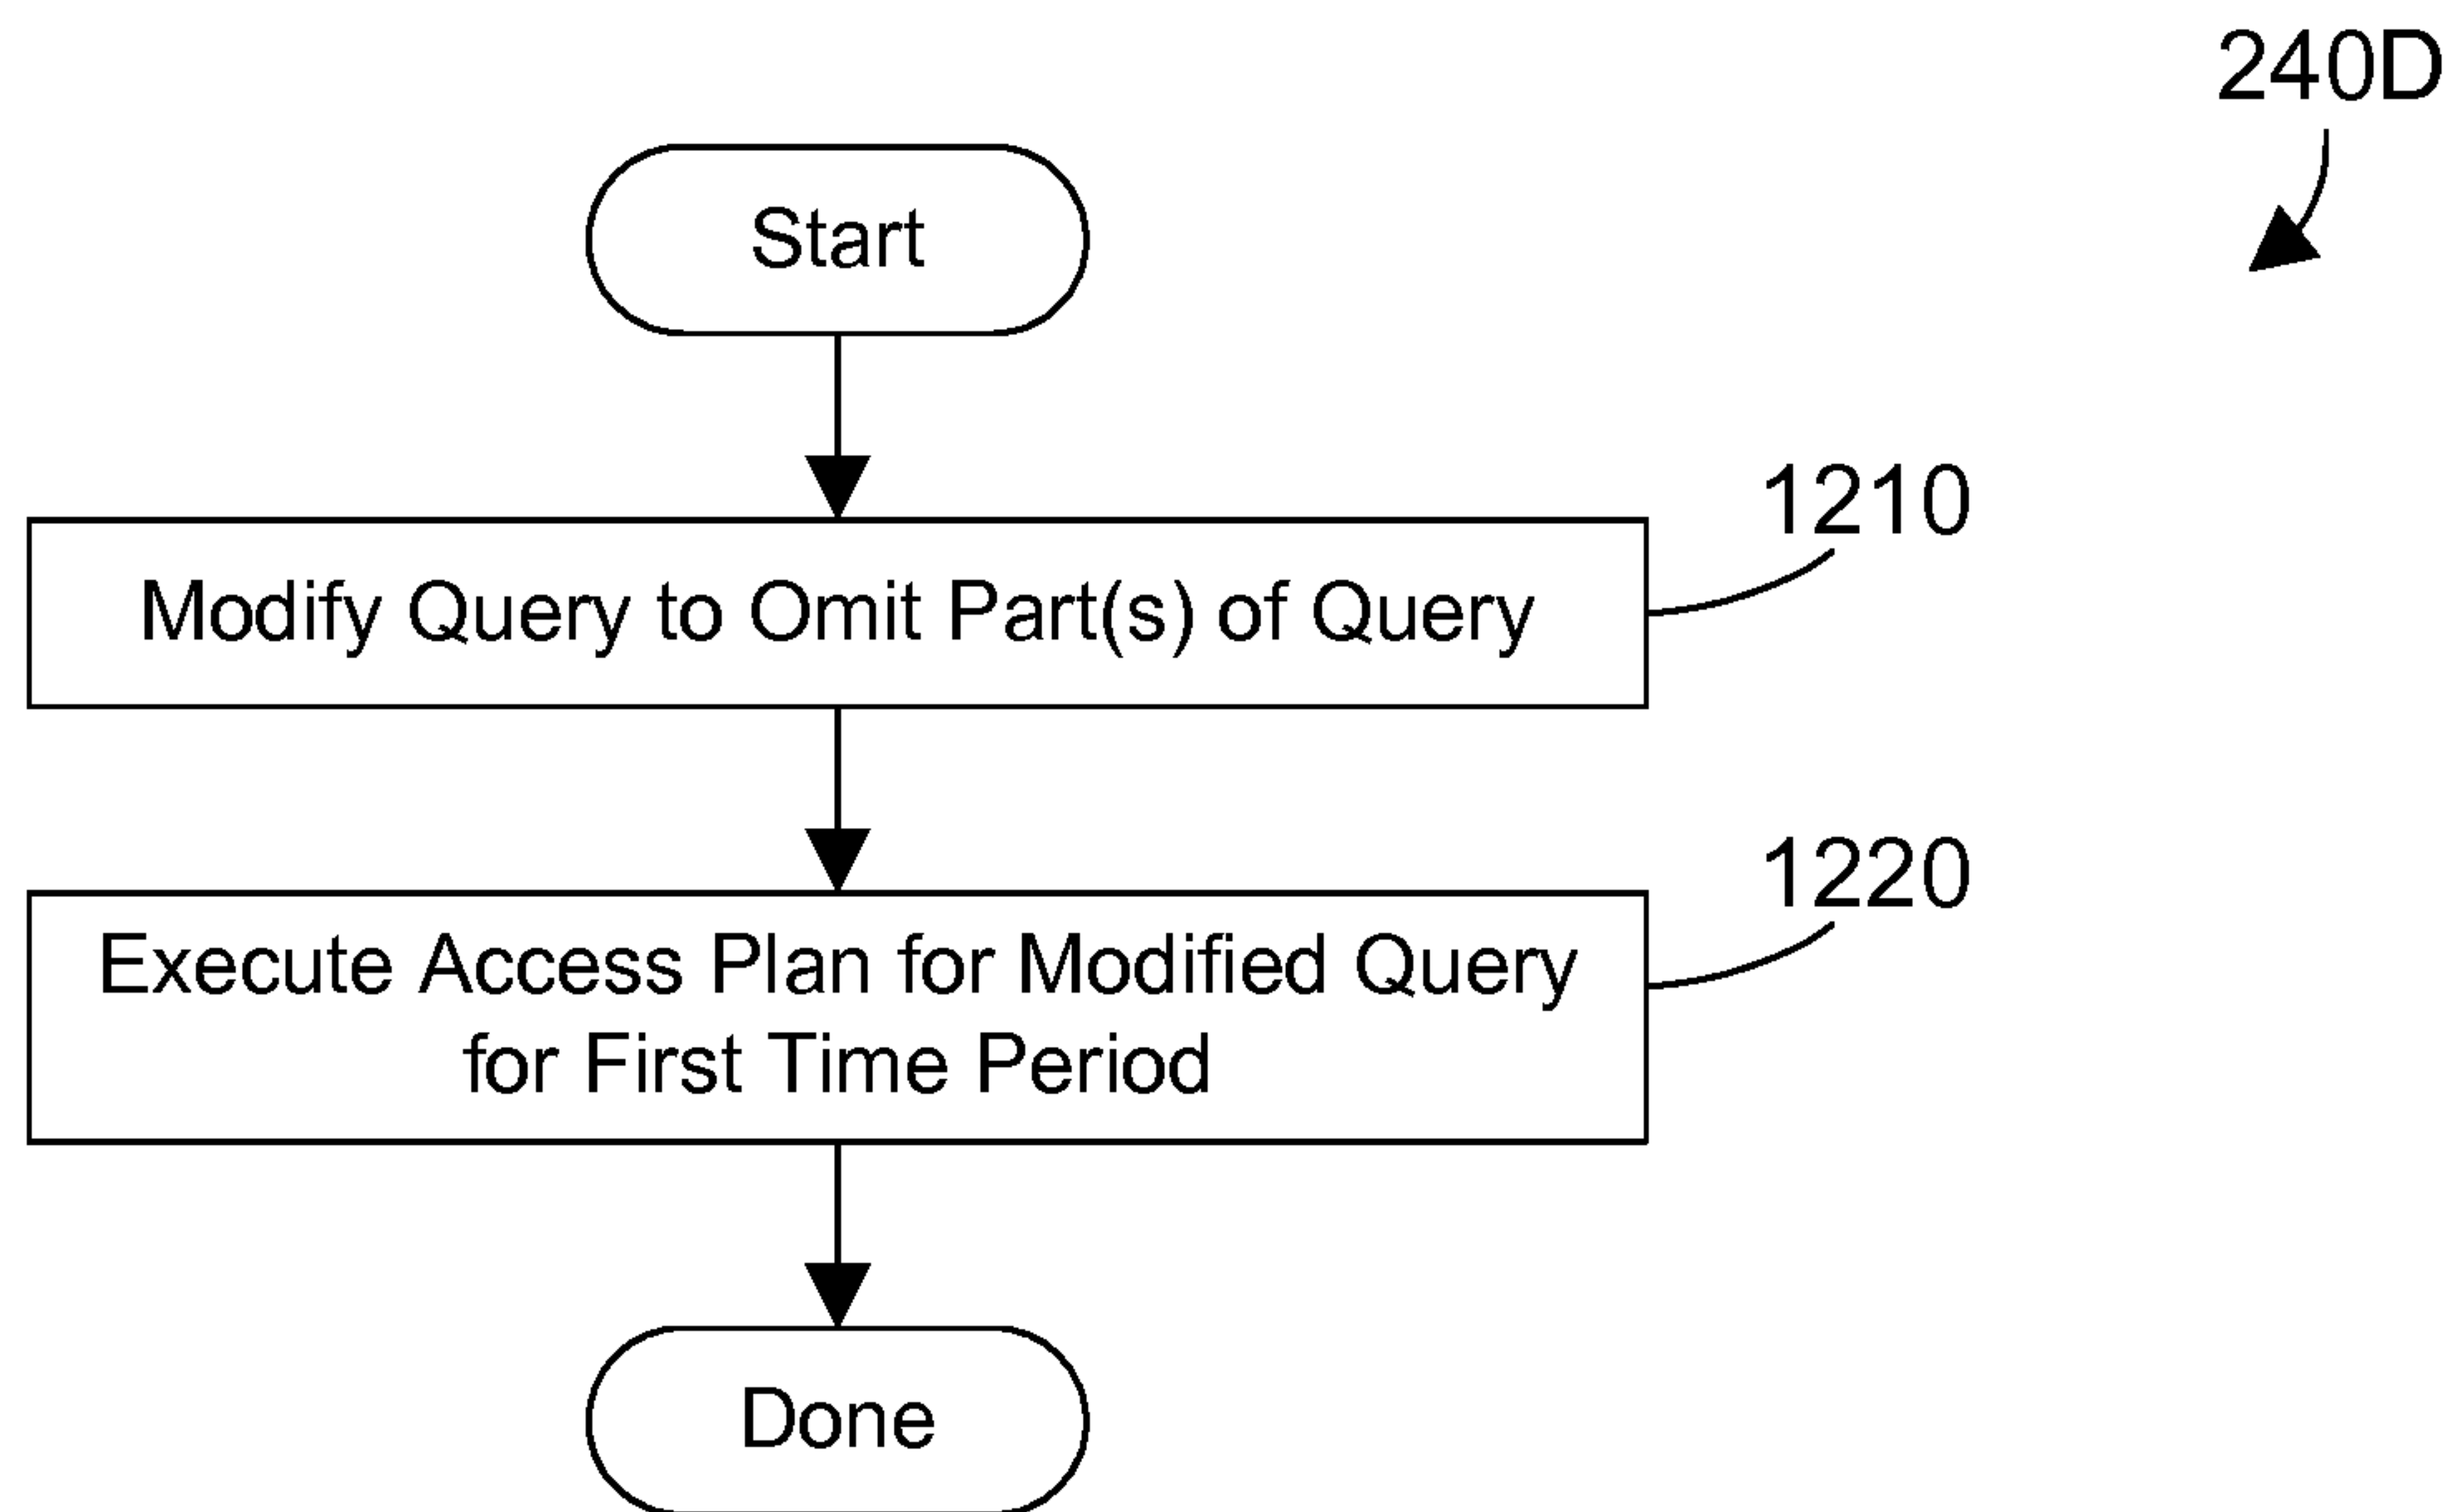 240D
Start
1210
Modify Query to Omit Part(s) of Query
1220
Execute Access Plan for Modified Query
for First Time Period
Done